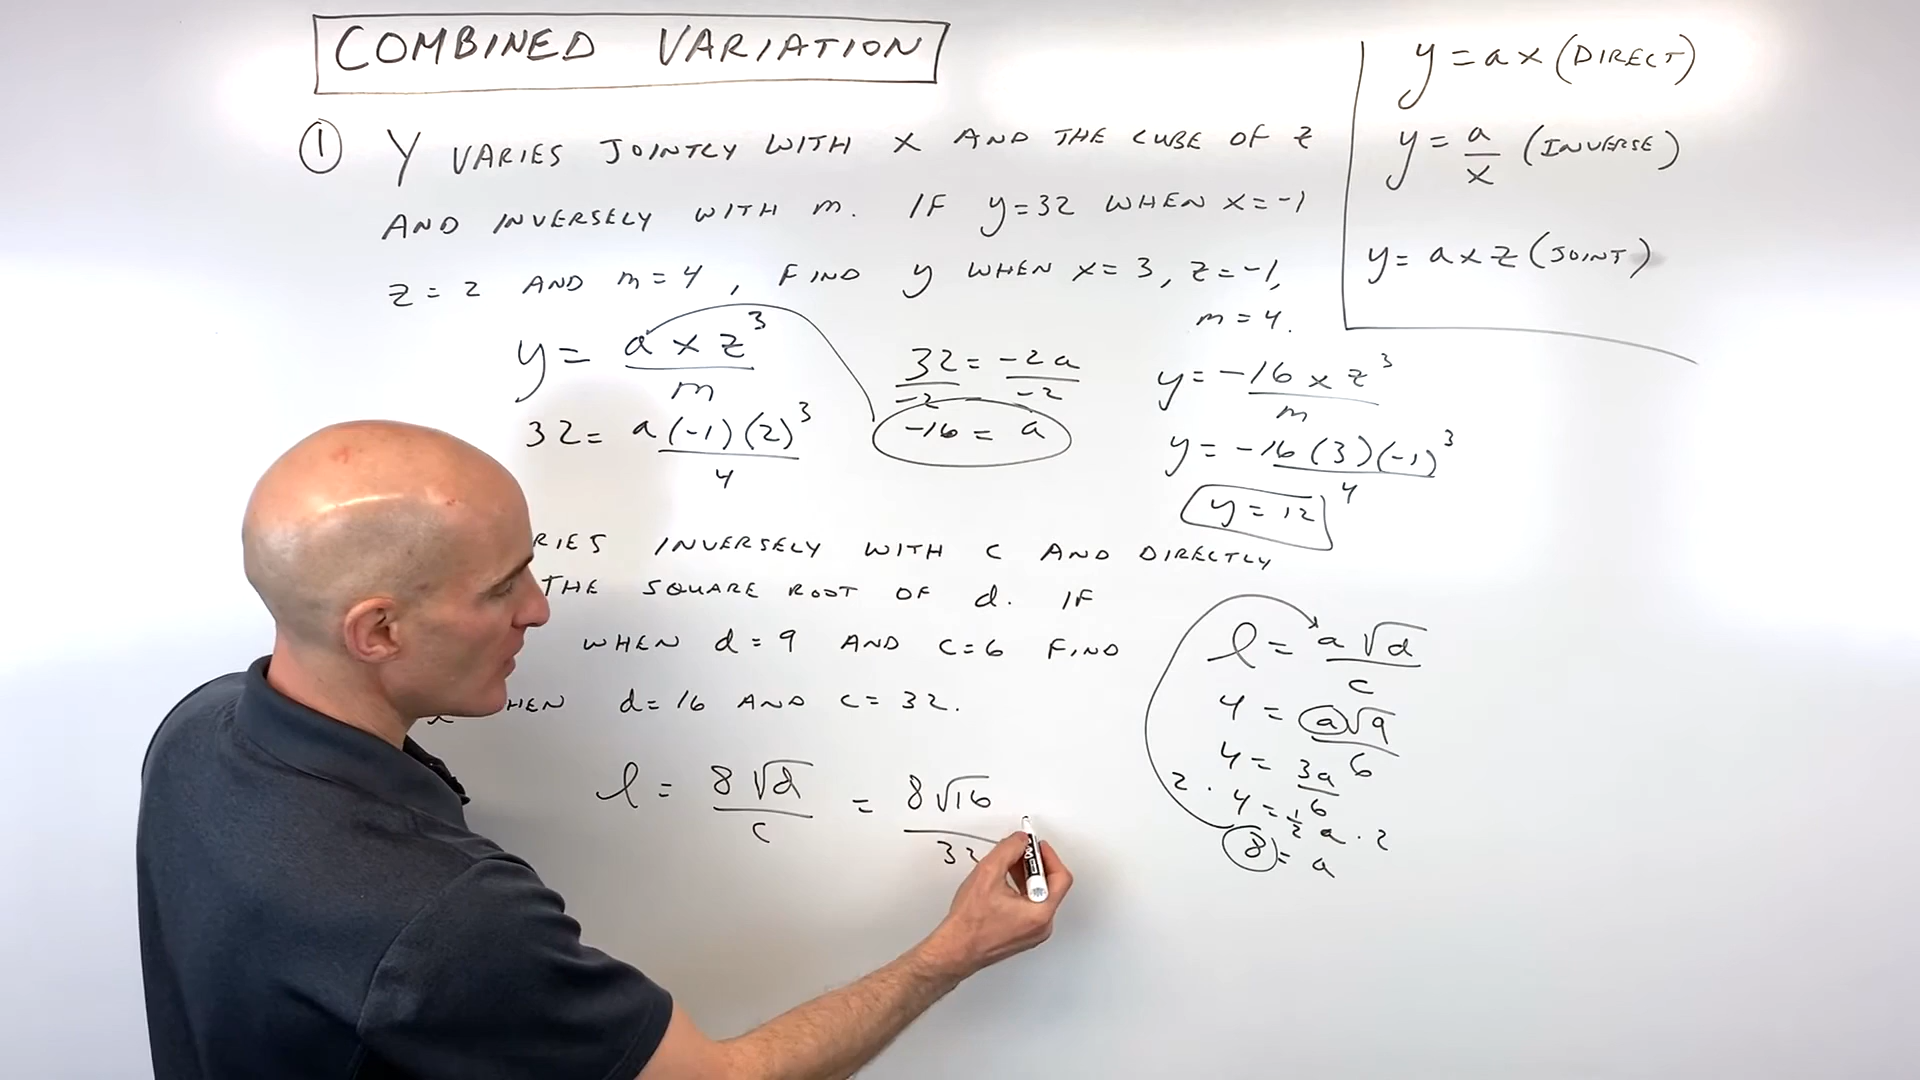 COMBINED VARIATION
① Y VARIES JOINTLY WITH X AND THE CUBE OF Z
AND INVERSELY WITH m. IF y=32 WHEN x=-1
z=2 AND m=4, FIND y WHEN x=3, z=-1,
m=4.
y = axz³/m
32 = a(-1)(2)³/4
32/-2 = -2a/-2
-16 = a
y = -16xz³/m
y = -16(3)(-1)³/4
y = 12
y = ax (DIRECT)
y = a/x (INVERSE)
y = axz (JOINT)
RIES INVERSELY WITH C AND DIRECTLY
THE SQUARE ROOT OF d. IF
WHEN d=9 AND C=6 FIND
HEN d=16 AND C=32.
l = 8√d/c = 8√16/32
l = a√d/c
4 = a√9/6
4 = 3a/6
2 · 4 = 1/2 a · 2
8 = a